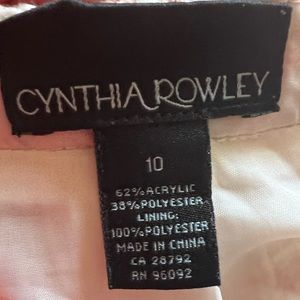 CYNTHIA ROWLEY
10
62% ACRYLIC
38% POLYESTER
LINING:
100% POLYESTER
MADE IN CHINA
CA 28792
RN 96092